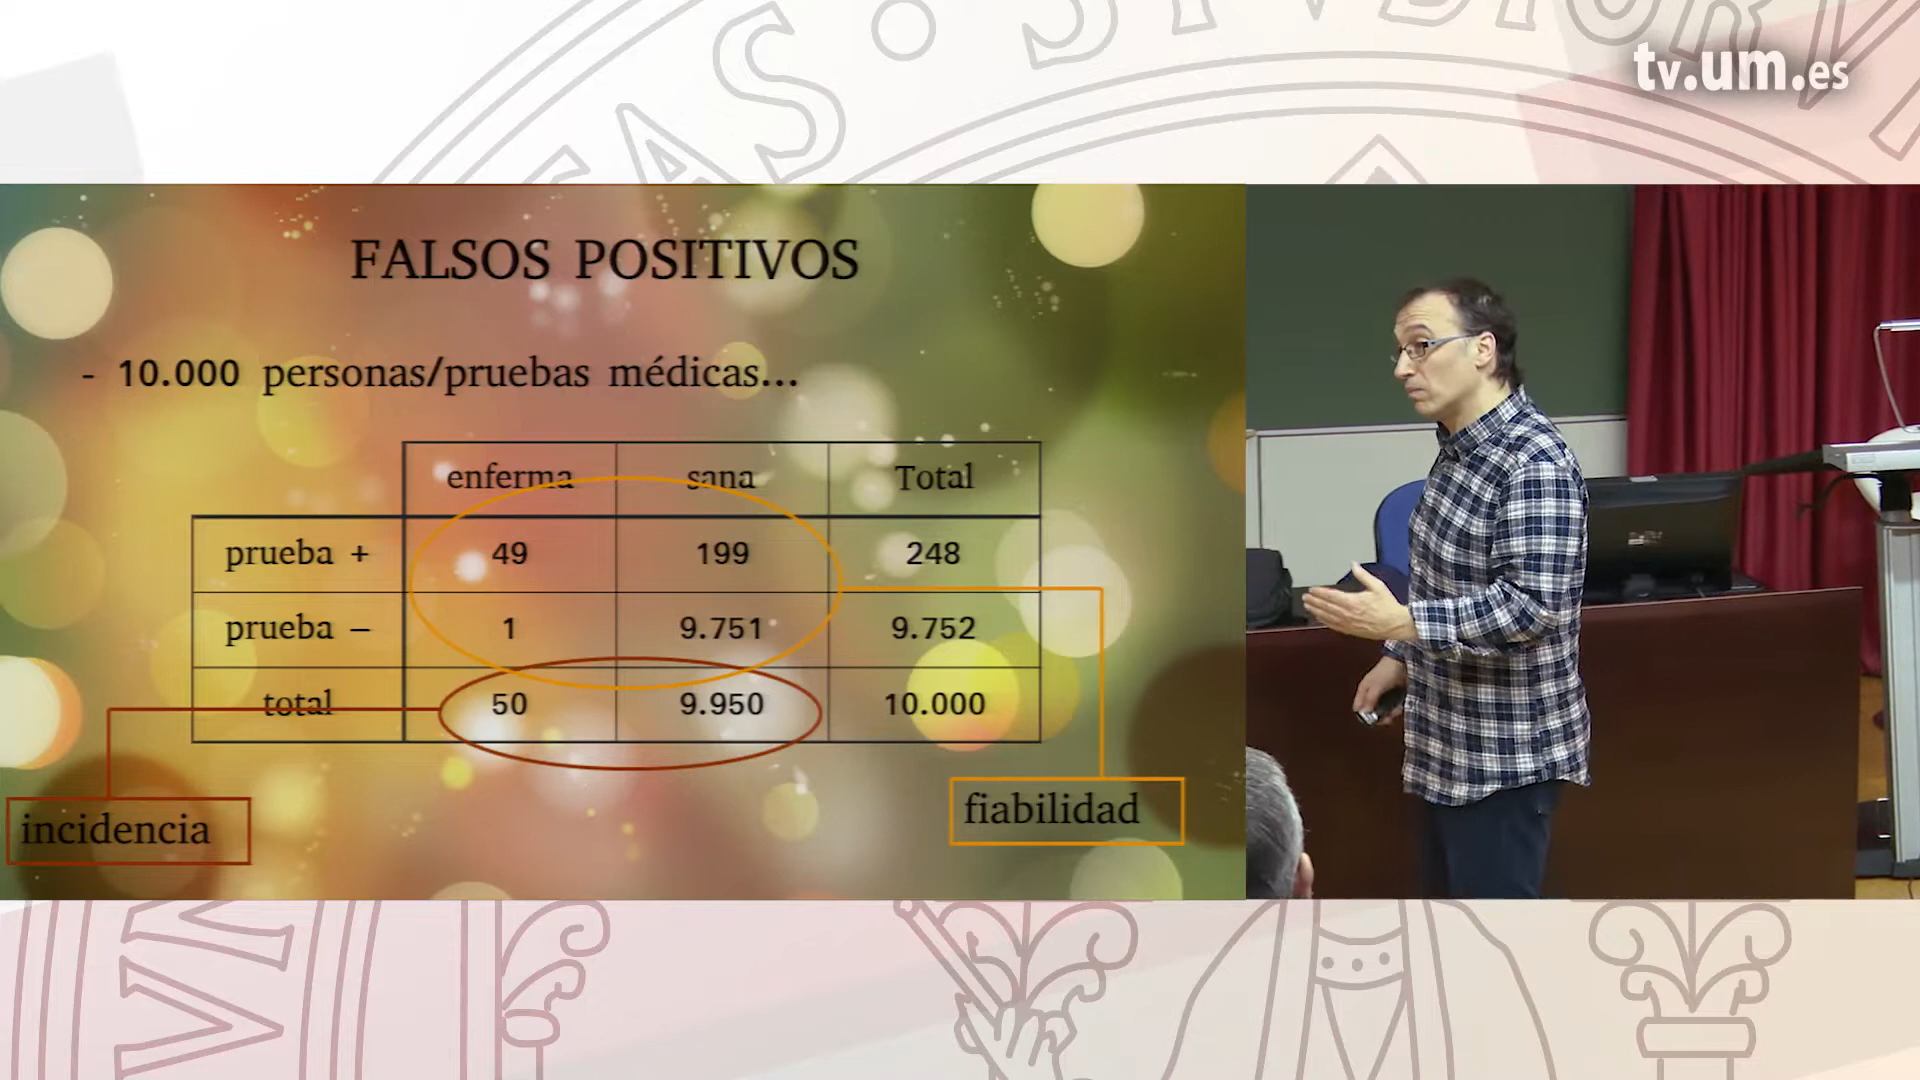 tv.um.es
FALSOS POSITIVOS
- 10.000 personas/pruebas médicas...
enferma sana Total
prueba + 49 199 248
prueba – 1 9.751 9.752
total 50 9.950 10.000
incidencia
fiabilidad